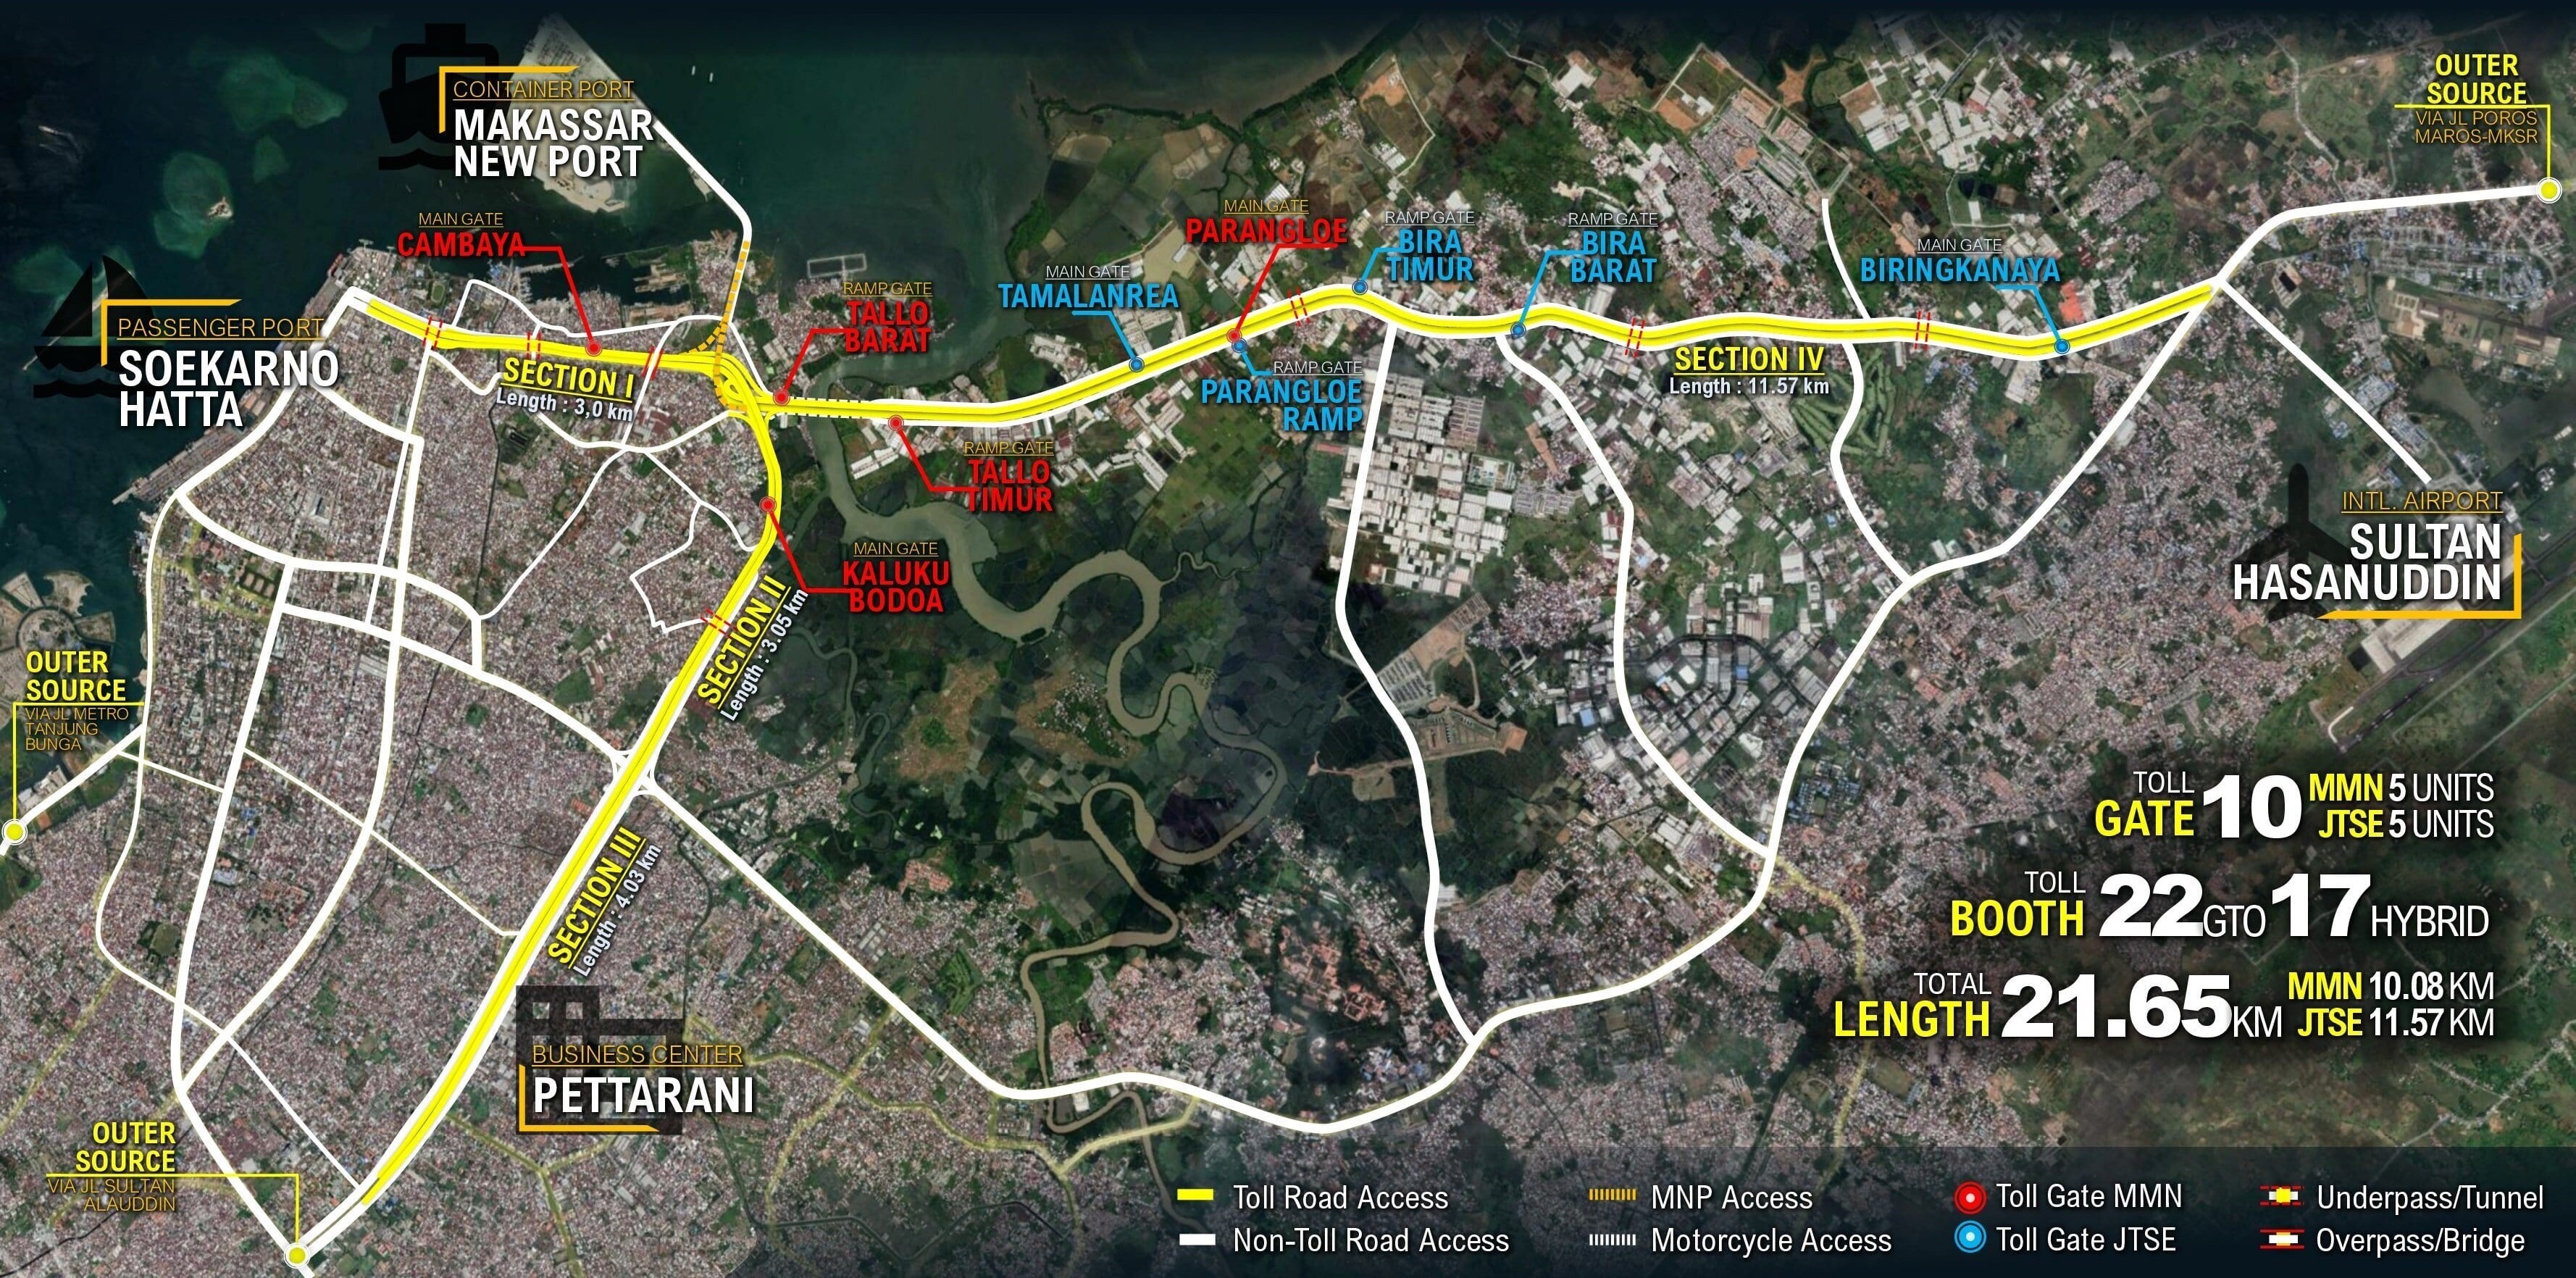 OUTER
SOURCE
VIA JL POROS
MAROS-MKSR
CONTAINER PORT
MAKASSAR
NEW PORT
MAIN GATE
CAMBAYA
PASSENGER PORT
SOEKARNO
HATTA
RAMP GATE
TALLO
BARAT
MAIN GATE
TAMALANREA
MAIN GATE
PARANGLOE
RAMP GATE
BIRA
TIMUR
RAMP GATE
BIRA
BARAT
MAIN GATE
BIRINGKANAYA
SECTION I
Length : 3,0 km
RAMP GATE
PARANGLOE
RAMP
SECTION IV
Length : 11.57 km
RAMP GATE
TALLO
TIMUR
MAIN GATE
KALUKU
BODOA
INTL. AIRPORT
SULTAN
HASANUDDIN
SECTION II
Length : 3.05 km
OUTER
SOURCE
VIA JL METRO
TANJUNG
BUNGA
SECTION III
Length : 4.03 km
BUSINESS CENTER
PETTARANI
OUTER
SOURCE
VIA JL SULTAN
ALAUDDIN
TOLL
GATE 10 MMN 5 UNITS
JTSE 5 UNITS
TOLL
BOOTH 22 GTO 17 HYBRID
TOTAL
LENGTH 21.65 KM MMN 10.08 KM
JTSE 11.57 KM
Toll Road Access
Non-Toll Road Access
MNP Access
Motorcycle Access
Toll Gate MMN
Toll Gate JTSE
Underpass/Tunnel
Overpass/Bridge